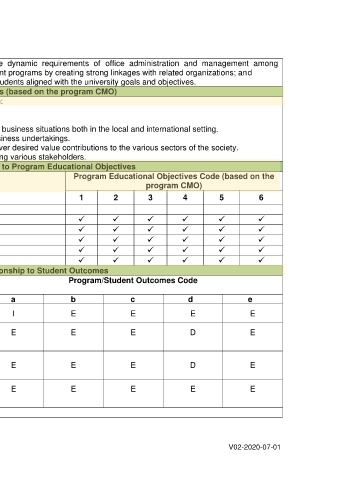 e dynamic requirements of office administration and management among
nt programs by creating strong linkages with related organizations; and
tudents aligned with the university goals and objectives.
s (based on the program CMO)
:
business situations both in the local and international setting.
siness undertakings.
ver desired value contributions to the various sectors of the society.
ng various stakeholders.
to Program Educational Objectives
Program Educational Objectives Code (based on the
program CMO)
1 2 3 4 5 6
✓ ✓ ✓ ✓ ✓ ✓
✓ ✓ ✓ ✓ ✓ ✓
✓ ✓ ✓ ✓ ✓ ✓
✓ ✓ ✓ ✓ ✓ ✓
✓ ✓ ✓ ✓ ✓ ✓
onship to Student Outcomes
Program/Student Outcomes Code
a b c d e
I E E E E
E E E D E
E E E D E
E E E E E
V02-2020-07-01